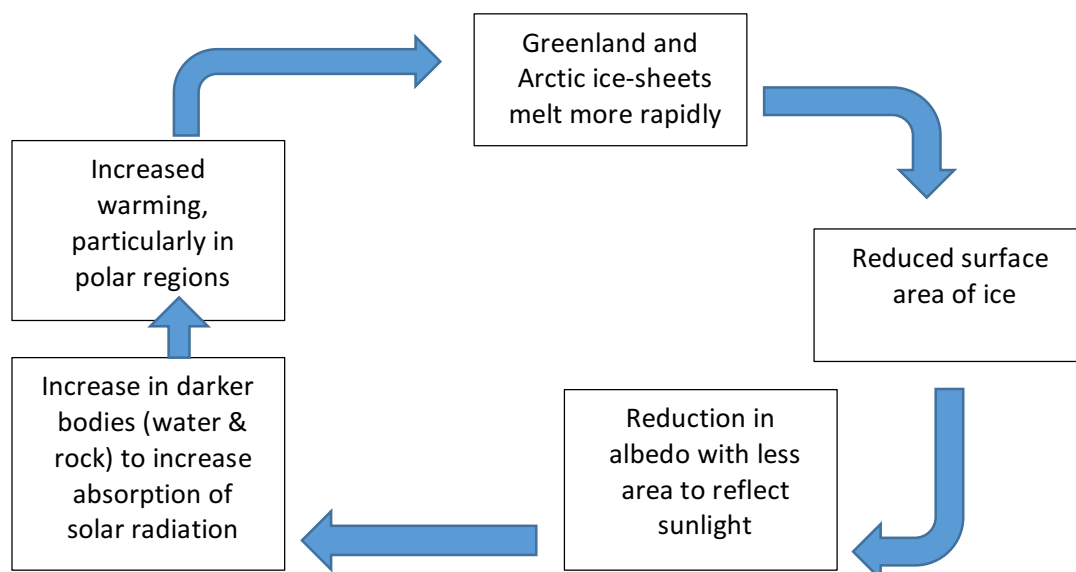 Greenland and
Arctic ice-sheets
melt more rapidly
Reduced surface
area of ice
Reduction in
albedo with less
area to reflect
sunlight
Increase in darker
bodies (water &
rock) to increase
absorption of
solar radiation
Increased
warming,
particularly in
polar regions